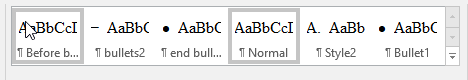 AaBbCcI – AaBbC • AaBbC AaBbCcI A. AaBb • AaBbC
¶ Before b... ¶ bullets2 ¶ end bull... ¶ Normal ¶ Style2 ¶ Bullet1